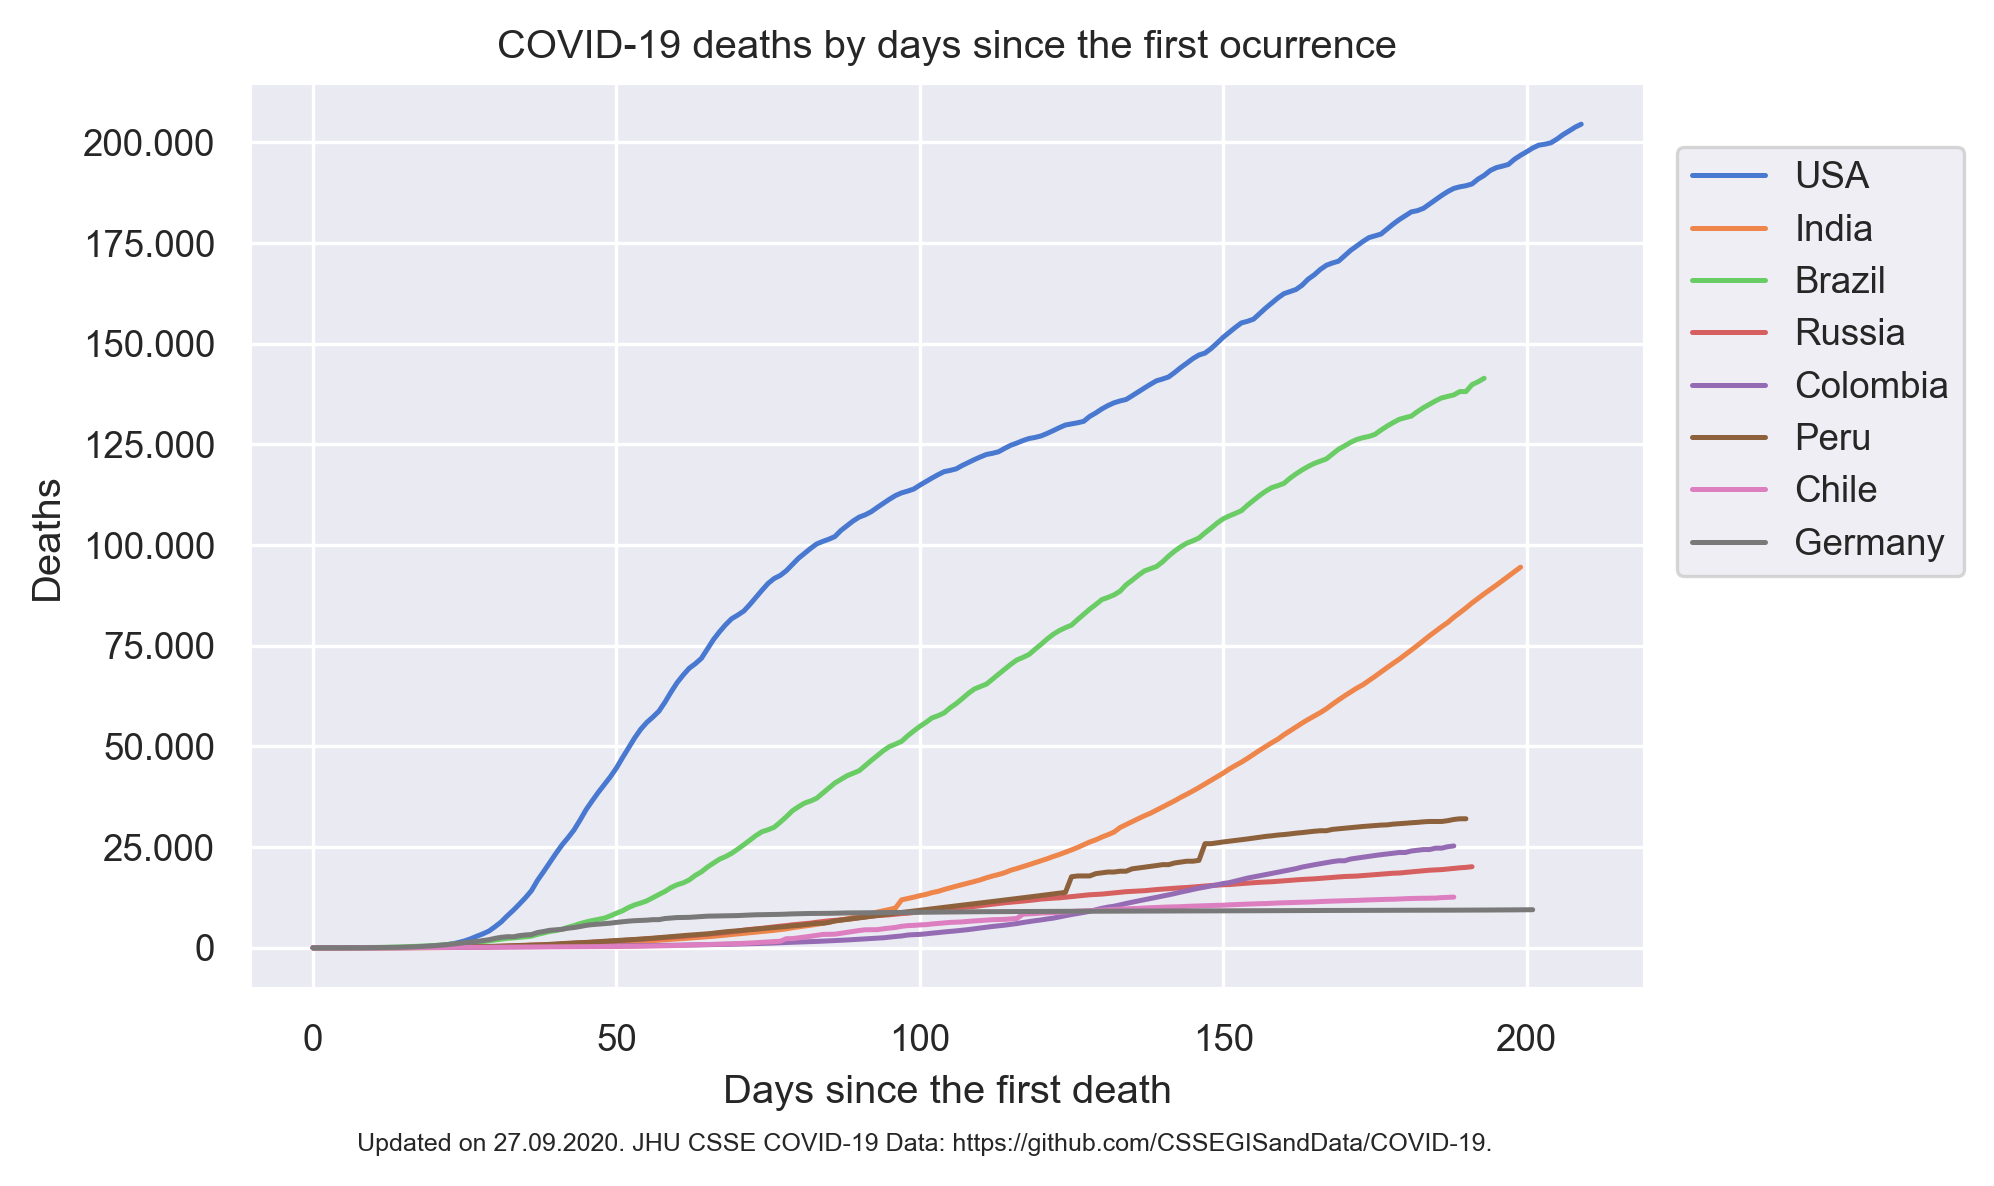 COVID-19 deaths by days since the first ocurrence
200.000
175.000
150.000
125.000
100.000
75.000
50.000
25.000
0
Deaths
0 50 100 150 200
Days since the first death
USA
India
Brazil
Russia
Colombia
Peru
Chile
Germany
Updated on 27.09.2020. JHU CSSE COVID-19 Data: https://github.com/CSSEGISandData/COVID-19.